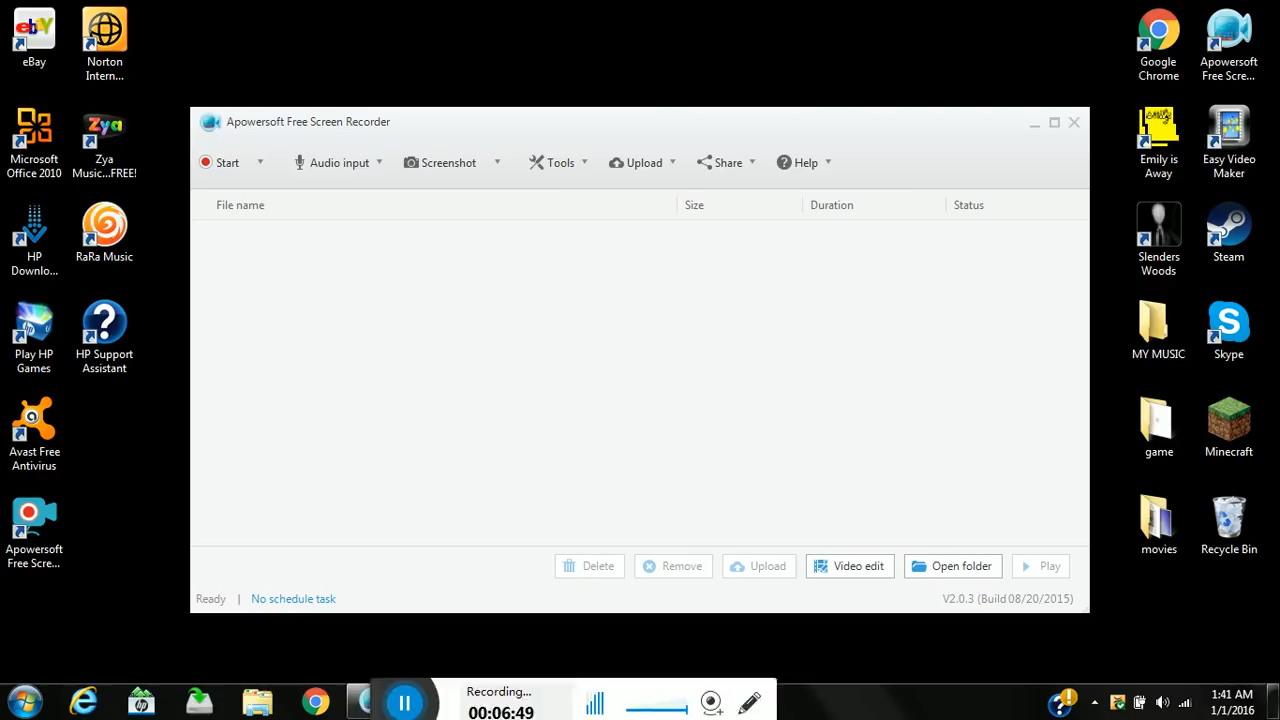 ebY
eBay
Norton
Intern...
Microsoft
Office 2010
Zya
Zya
Music...FREE!
HP
Downlo...
RaRa Music
Play HP
Games
HP Support
Assistant
Avast Free
Antivirus
Apowersoft
Free Scre...
Apowersoft Free Screen Recorder
Start
Audio input
Screenshot
Tools
Upload
Share
Help
File name
Size
Duration
Status
Delete
Remove
Upload
Video edit
Open folder
Play
Ready | No schedule task
V2.0.3 (Build 08/20/2015)
Google
Chrome
Apowersoft
Free Scre...
Emily is
Away
Easy Video
Maker
Slenders
Woods
Steam
MY MUSIC
Skype
game
Minecraft
movies
Recycle Bin
Recording...
00:06:49
1:41 AM
1/1/2016